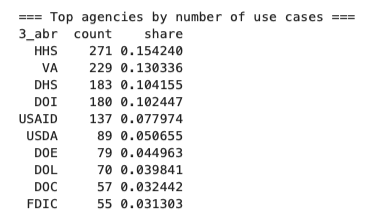 === Top agencies by number of use cases ===
3_abr count share
HHS 271 0.154240
VA 229 0.130336
DHS 183 0.104155
DOI 180 0.102447
USAID 137 0.077974
USDA 89 0.050655
DOE 79 0.044963
DOL 70 0.039841
DOC 57 0.032442
FDIC 55 0.031303